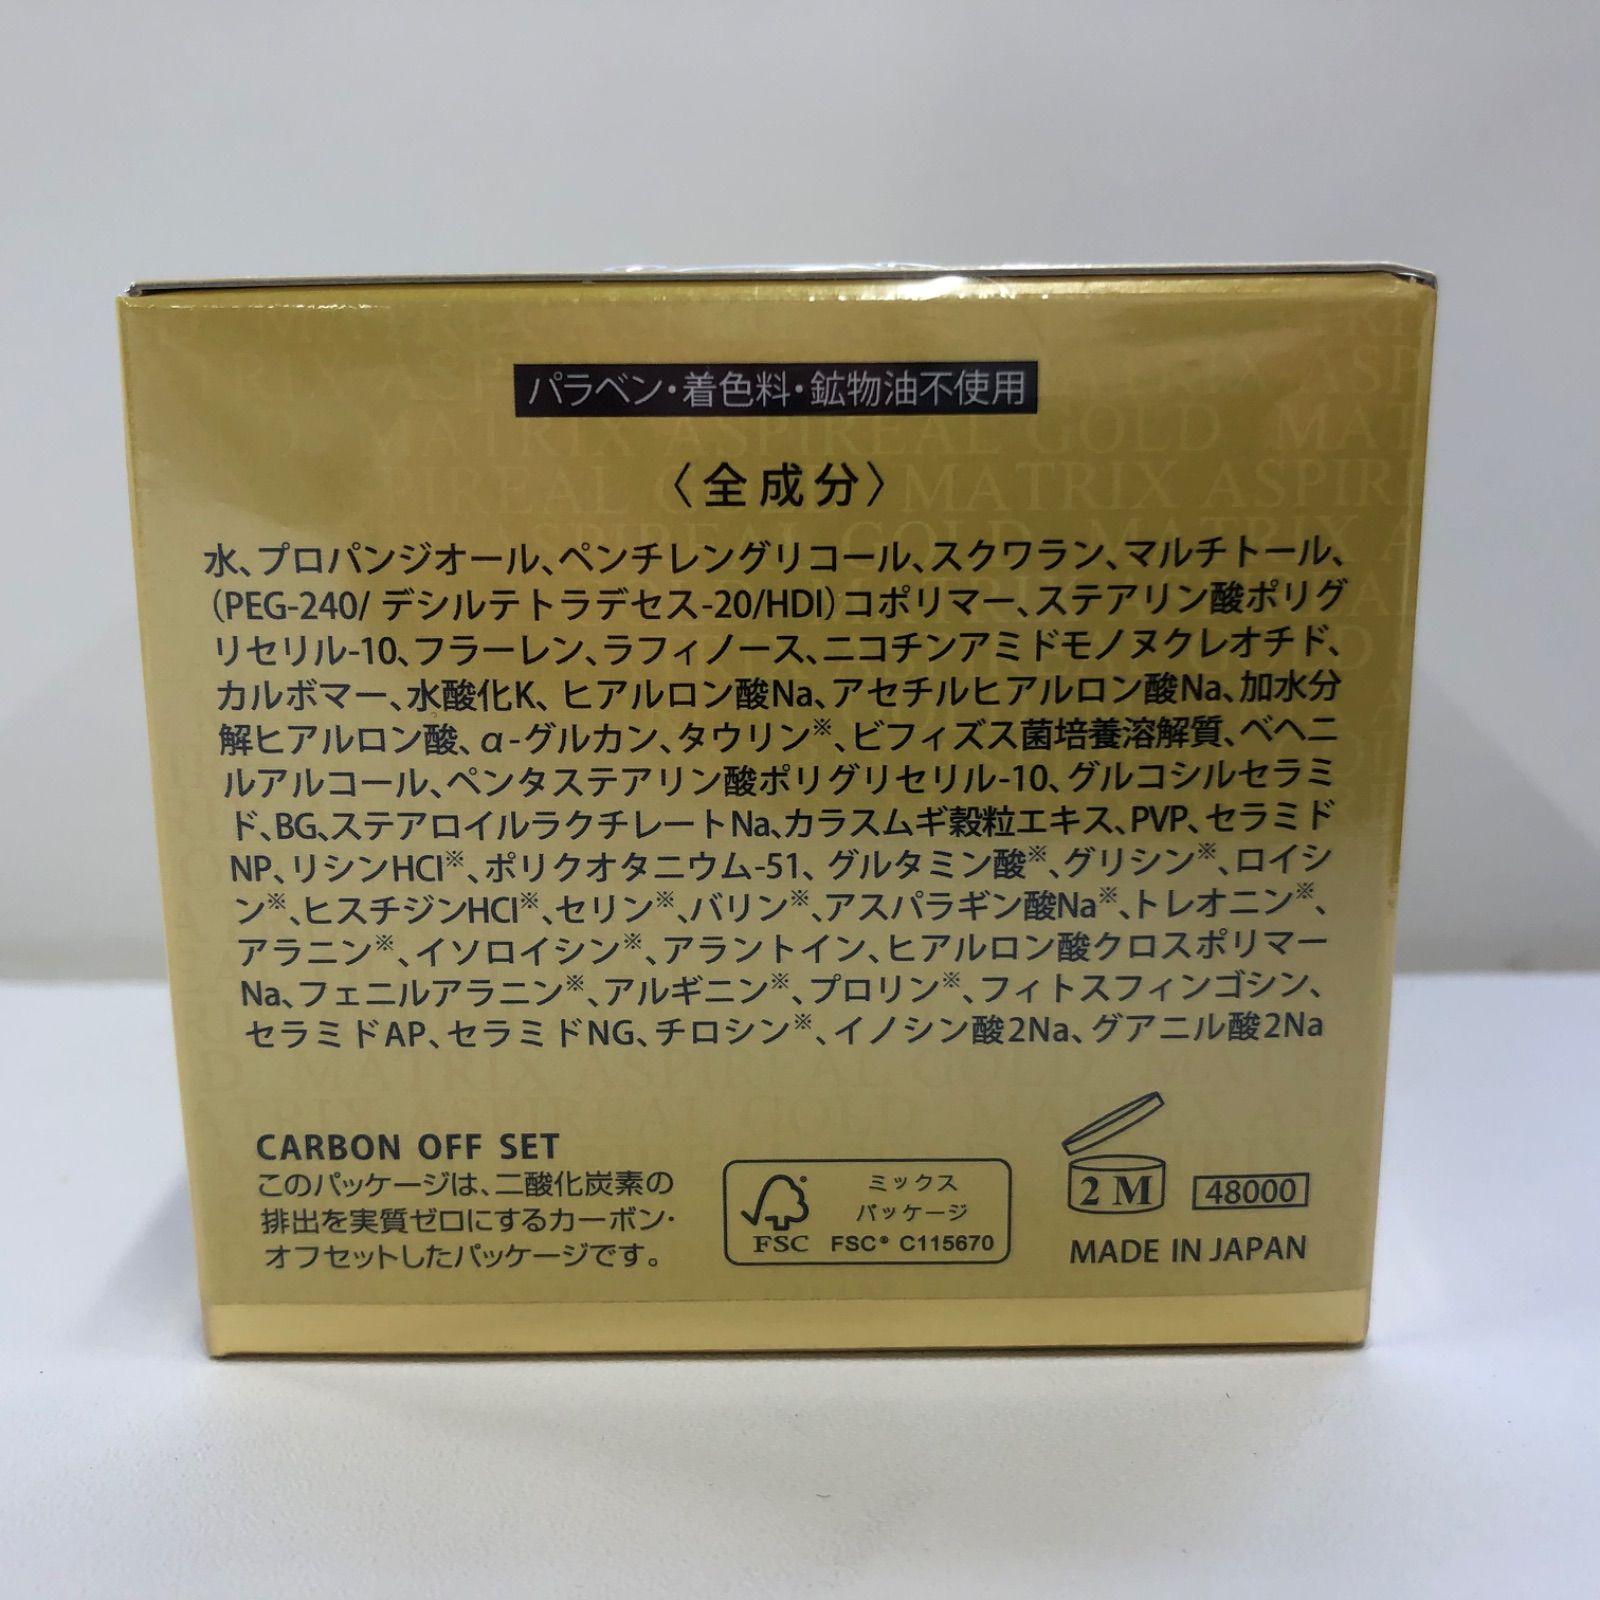 パラベン・着色料・鉱物油不使用
〈全成分〉
水、プロパンジオール、ペンチレングリコール、スクワラン、マルチトール、
(PEG-240/デシルテトラデセス-20/HDI)コポリマー、ステアリン酸ポリグ
リセリル-10、フラーレン、ラフィノース、ニコチンアミドモノヌクレオチド、
カルボマー、水酸化K、ヒアルロン酸Na、アセチルヒアルロン酸Na、加水分
解ヒアルロン酸、α-グルカン、タウリン※、ビフィズス菌培養溶解質、ベヘニ
ルアルコール、ペンタステアリン酸ポリグリセリル-10、グルコシルセラミ
ド、BG、ステアロイルラクチレートNa、カラスムギ穀粒エキス、PVP、セラミド
NP、リシンHCl※、ポリクオタニウム-51、グルタミン酸※、グリシン※、ロイシ
ン※、ヒスチジンHCl※、セリン※、バリン※、アスパラギン酸Na※、トレオニン※、
アラニン※、イソロイシン※、アラントイン、ヒアルロン酸クロスポリマー
Na、フェニルアラニン※、アルギニン※、プロリン※、フィトスフィンゴシン、
セラミドAP、セラミドNG、チロシン※、イノシン酸2Na、グアニル酸2Na
CARBON OFF SET
このパッケージは、二酸化炭素の
排出を実質ゼロにするカーボン・
オフセットしたパッケージです。
FSC
ミックス
パッケージ
FSC® C115670
2 M
48000
MADE IN JAPAN
MATRIX ASPIREAL GOLD